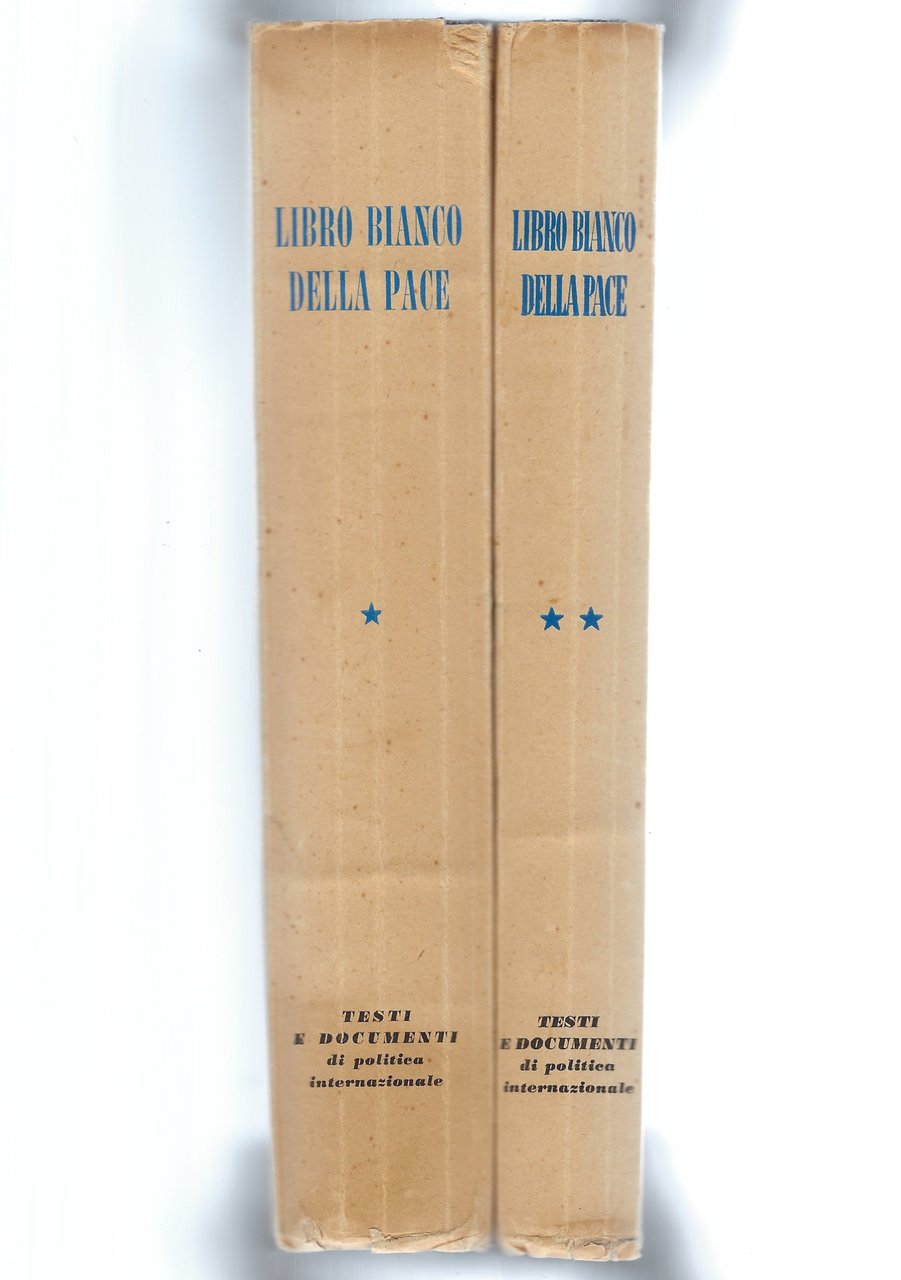 LIBRO BIANCO
DELLA PACE
TESTI
E DOCUMENTI
di politica
internazionale
LIBRO BIANCO
DELLA PACE
TESTI
E DOCUMENTI
di politica
internazionale